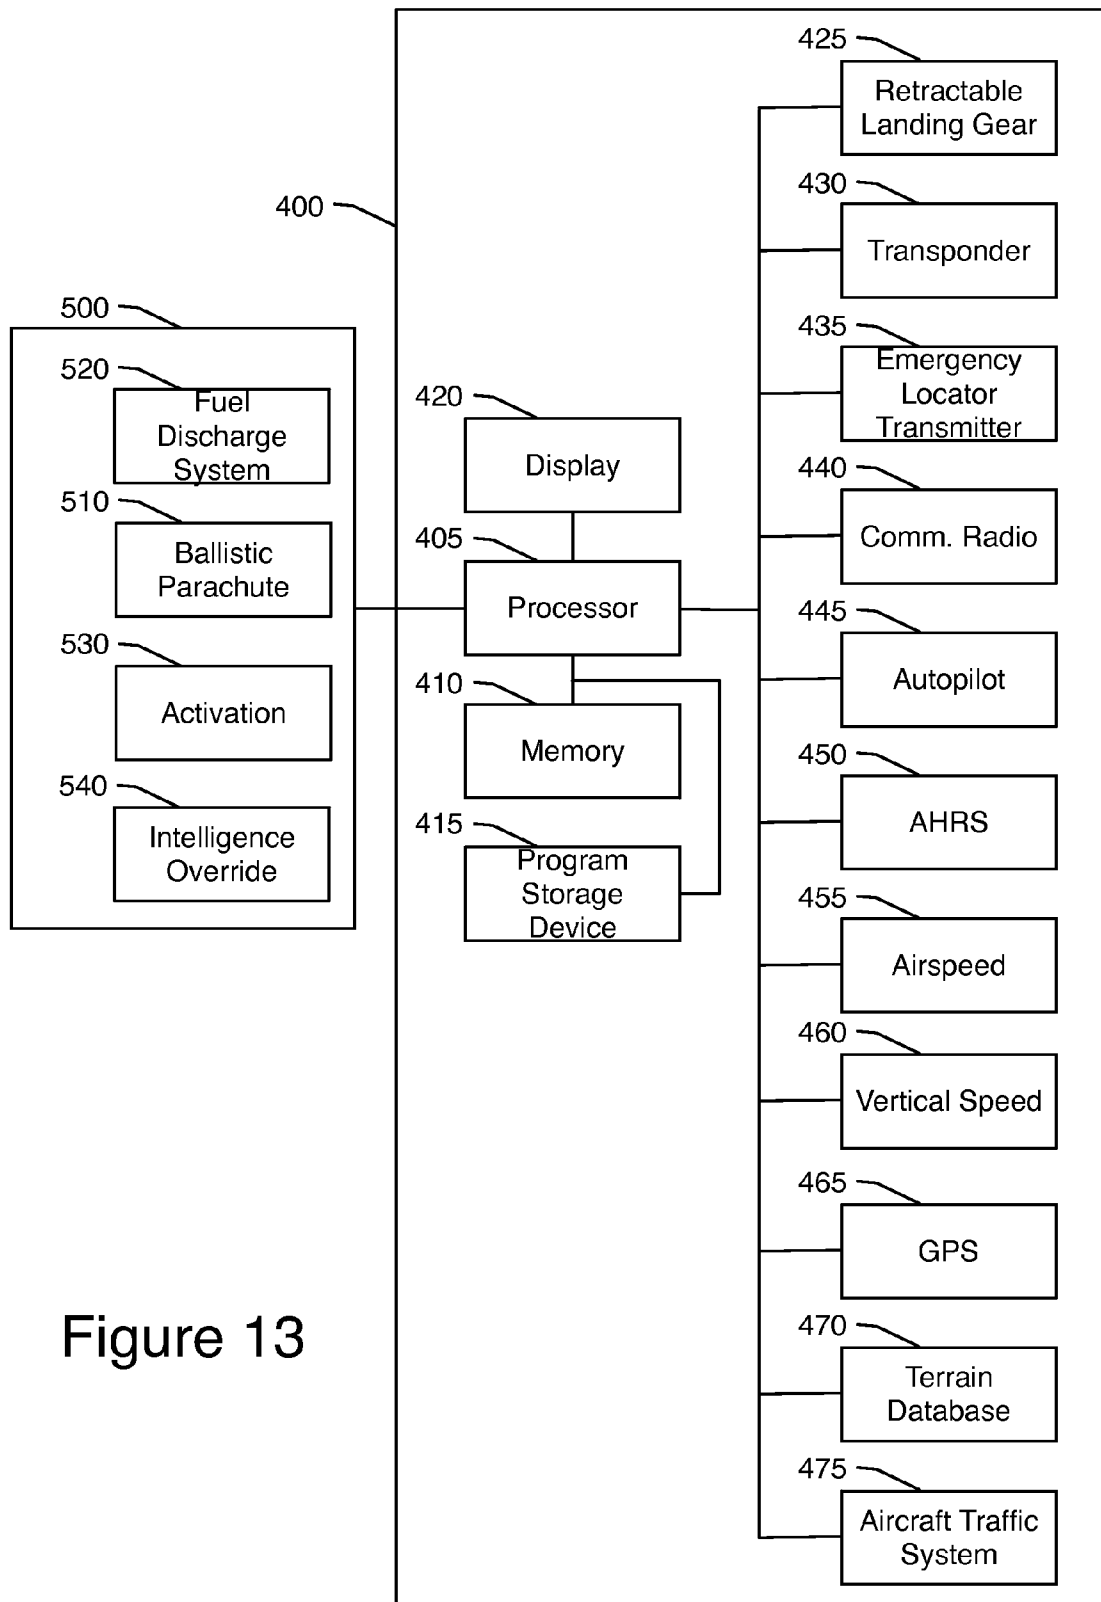 425
Retractable
Landing Gear
430
400
Transponder
500
435
Emergency
Locator
Transmitter
520
Fuel
Discharge
System
420
Display
440
Comm. Radio
510
Ballistic
Parachute
405
Processor
445
Autopilot
530
Activation
410
Memory
450
AHRS
540
Intelligence
Override
415
Program
Storage
Device
455
Airspeed
460
Vertical Speed
465
GPS
Figure 13
470
Terrain
Database
475
Aircraft Traffic
System